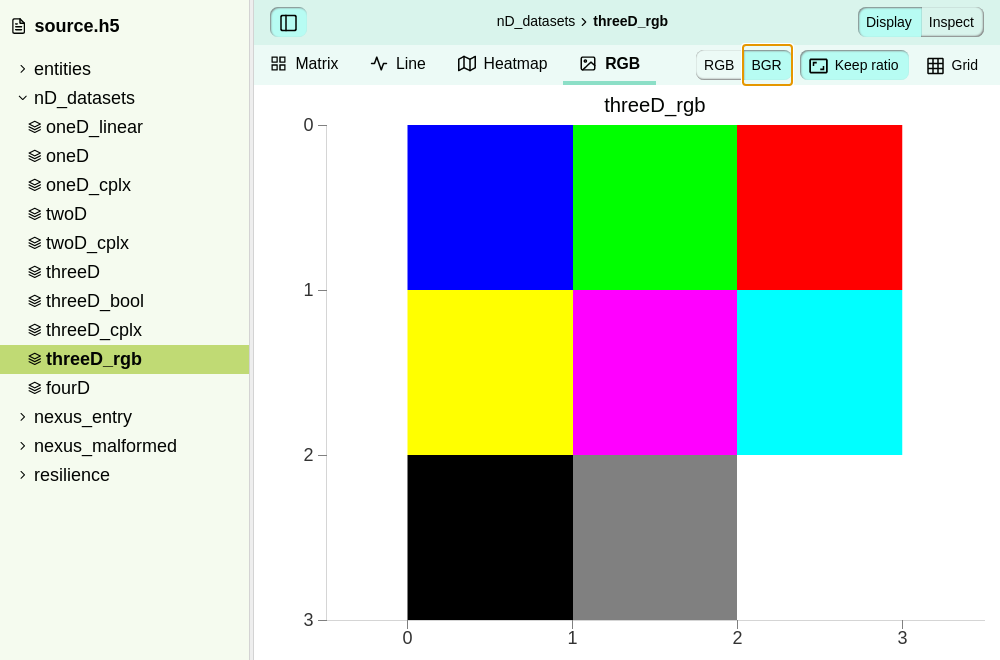 source.h5
entities
nD_datasets
oneD_linear
oneD
oneD_cplx
twoD
twoD_cplx
threeD
threeD_bool
threeD_cplx
threeD_rgb
fourD
nexus_entry
nexus_malformed
resilience
nD_datasets › threeD_rgb
Display Inspect
Matrix Line Heatmap RGB RGB BGR Keep ratio Grid
threeD_rgb
0
1
2
3
0 1 2 3